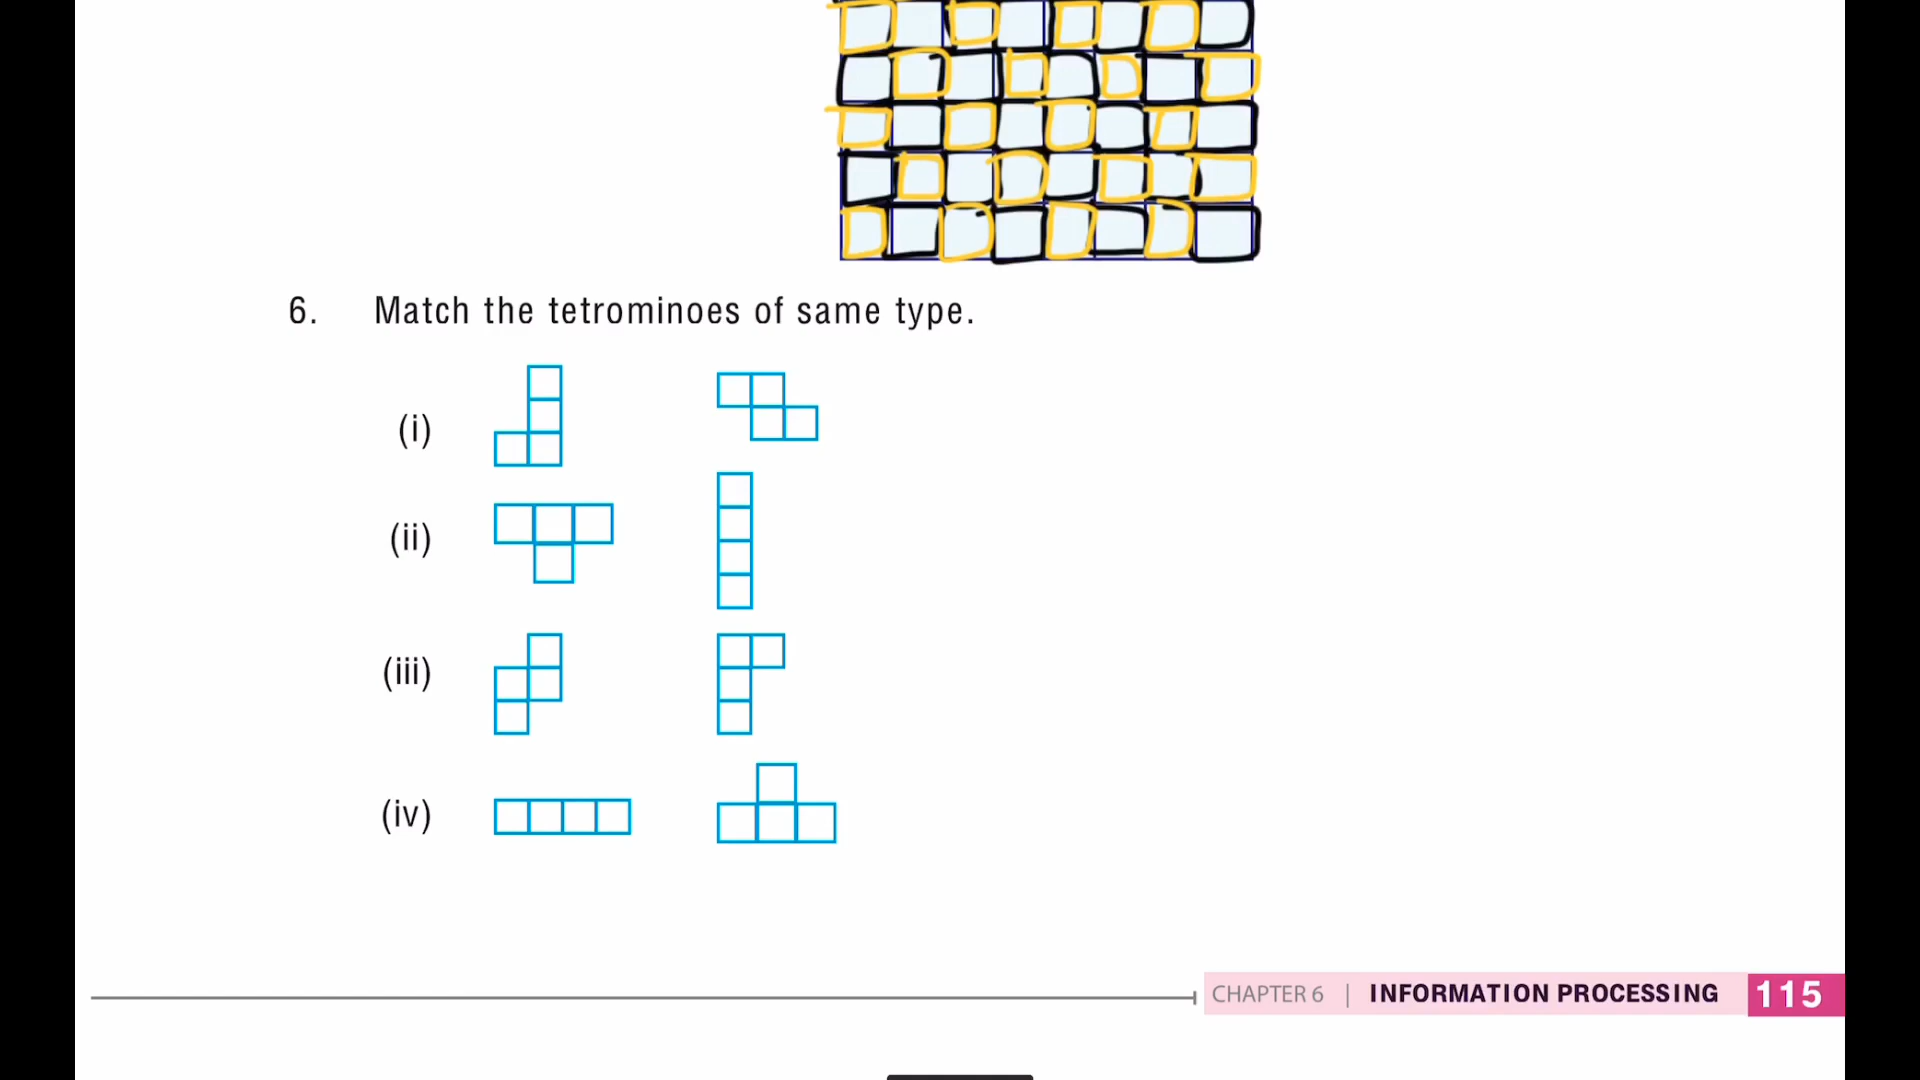 6. Match the tetrominoes of same type.
(i)
(ii)
(iii)
(iv)
CHAPTER 6 | INFORMATION PROCESSING 115